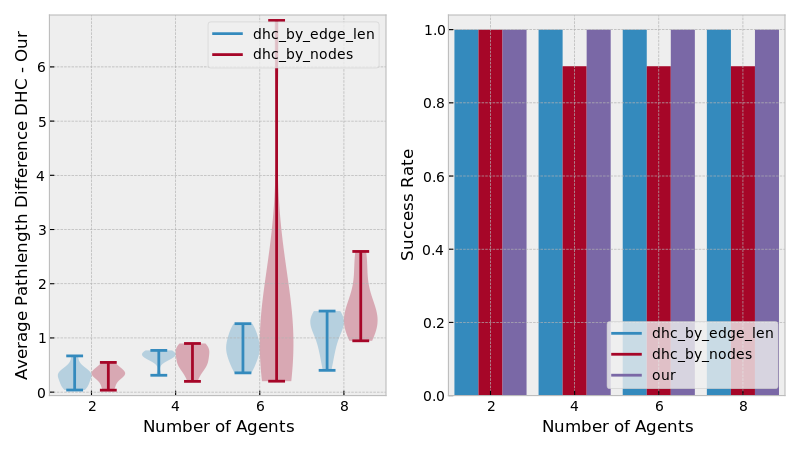 dhc_by_edge_len
dhc_by_nodes
Average Pathlength Difference DHC - Our
6
5
4
3
2
1
0
2
4
6
8
Number of Agents
Success Rate
1.0
0.8
0.6
0.4
0.2
0.0
dhc_by_edge_len
dhc_by_nodes
our
2
4
6
8
Number of Agents